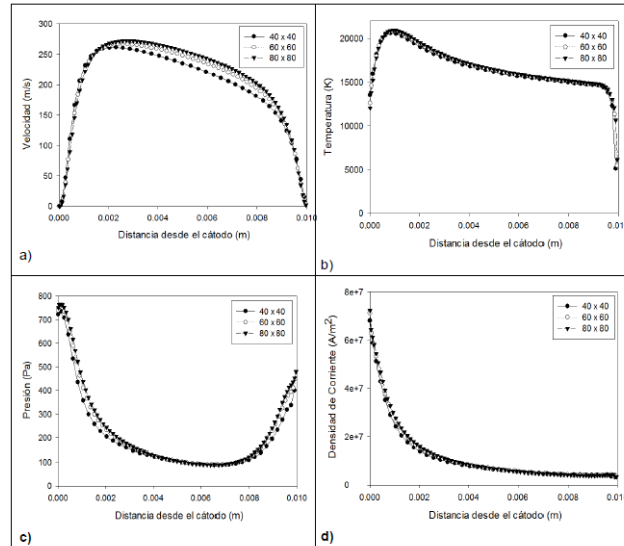 300
250
200
150
100
50
0
Velocidad (m/s)
40 x 40
60 x 60
80 x 80
0.000 0.002 0.004 0.006 0.008 0.010
Distancia desde el cátodo (m)
a)
20000
15000
10000
5000
0
Temperatura (K)
40 x 40
60 x 60
80 x 80
0.000 0.002 0.004 0.006 0.008 0.010
Distancia desde el cátodo (m)
b)
800
700
600
500
400
300
200
100
0
Presión (Pa)
40 x 40
60 x 60
80 x 80
0.000 0.002 0.004 0.006 0.008 0.010
Distancia desde el cátodo (m)
c)
8e+7
6e+7
4e+7
2e+7
0
Densidad de Corriente (A/m²)
40 x 40
60 x 60
80 x 80
0.000 0.002 0.004 0.006 0.008 0.010
Distancia desde el cátodo (m)
d)